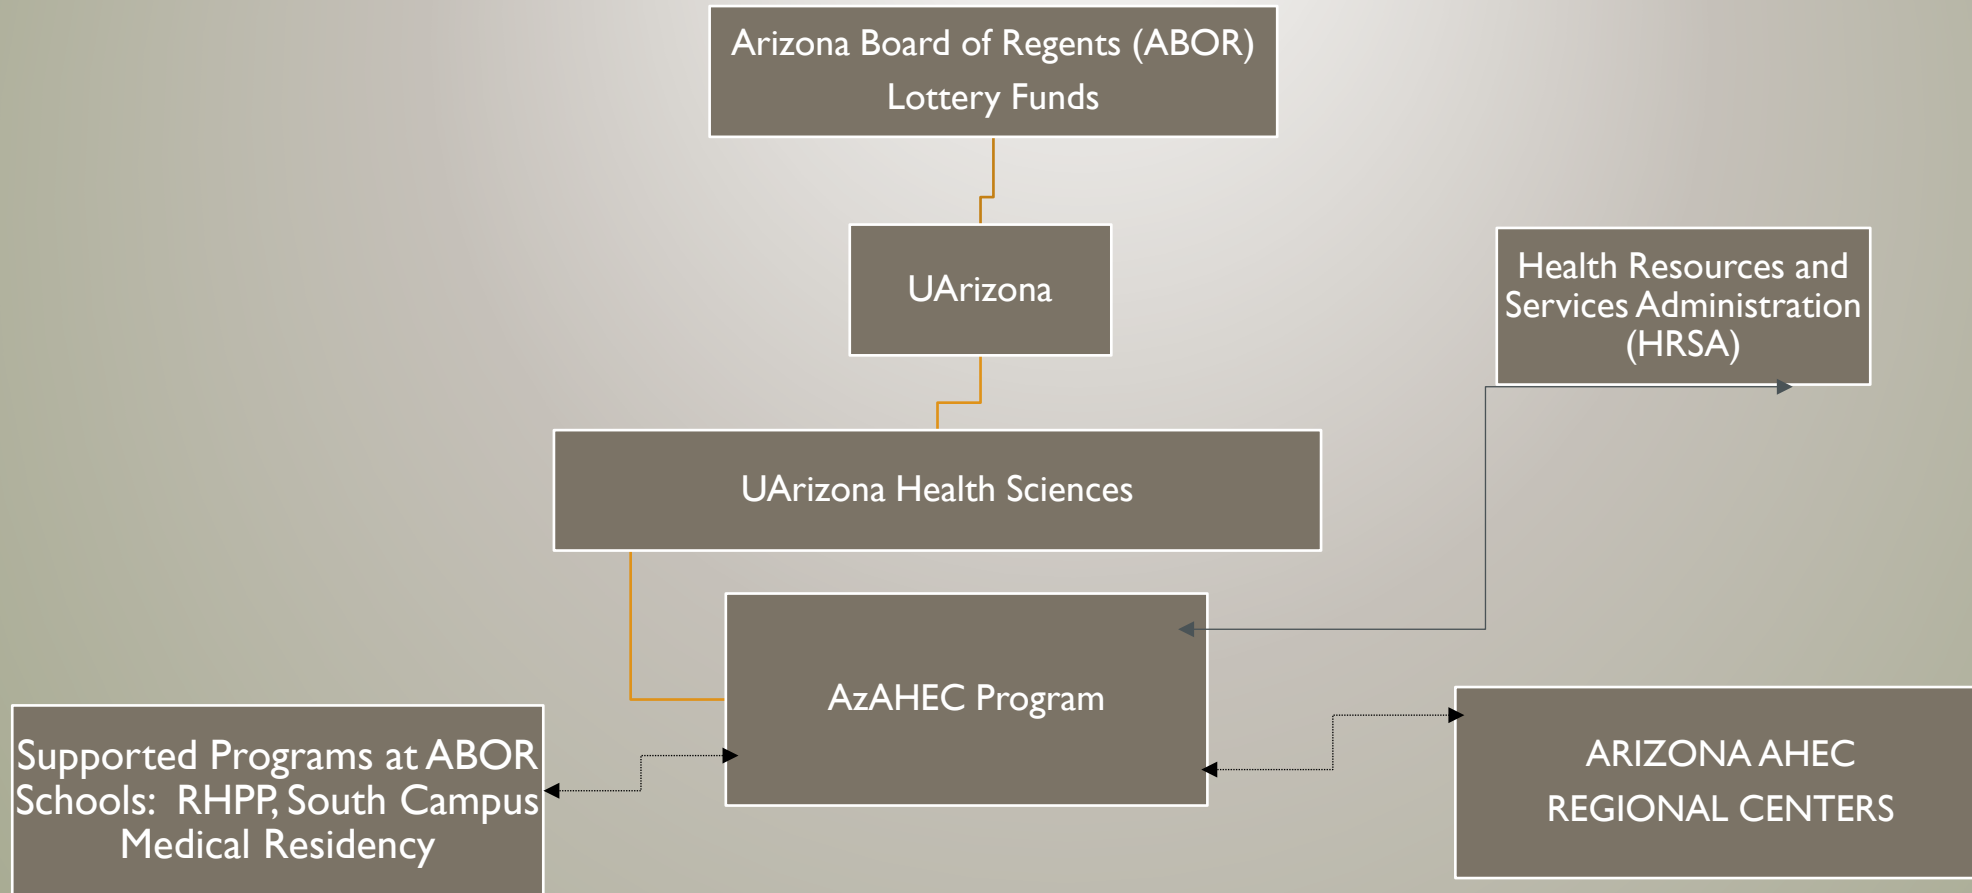 Arizona Board of Regents (ABOR)
Lottery Funds
UArizona
Health Resources and
Services Administration
(HRSA)
UArizona Health Sciences
AzAHEC Program
Supported Programs at ABOR
Schools: RHPP, South Campus
Medical Residency
ARIZONA AHEC
REGIONAL CENTERS